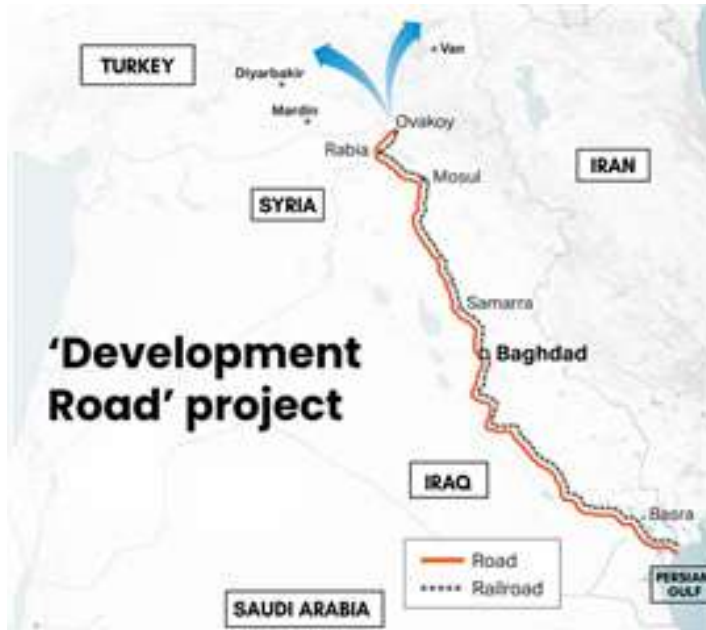 TURKEY
Van
Diyarbakir
Mardin
Ovakoy
Rabia
Mosul
IRAN
SYRIA
Samarra
'Development
Road' project
Baghdad
IRAQ
Basra
Road
Railroad
PERSIAN
GULF
SAUDI ARABIA